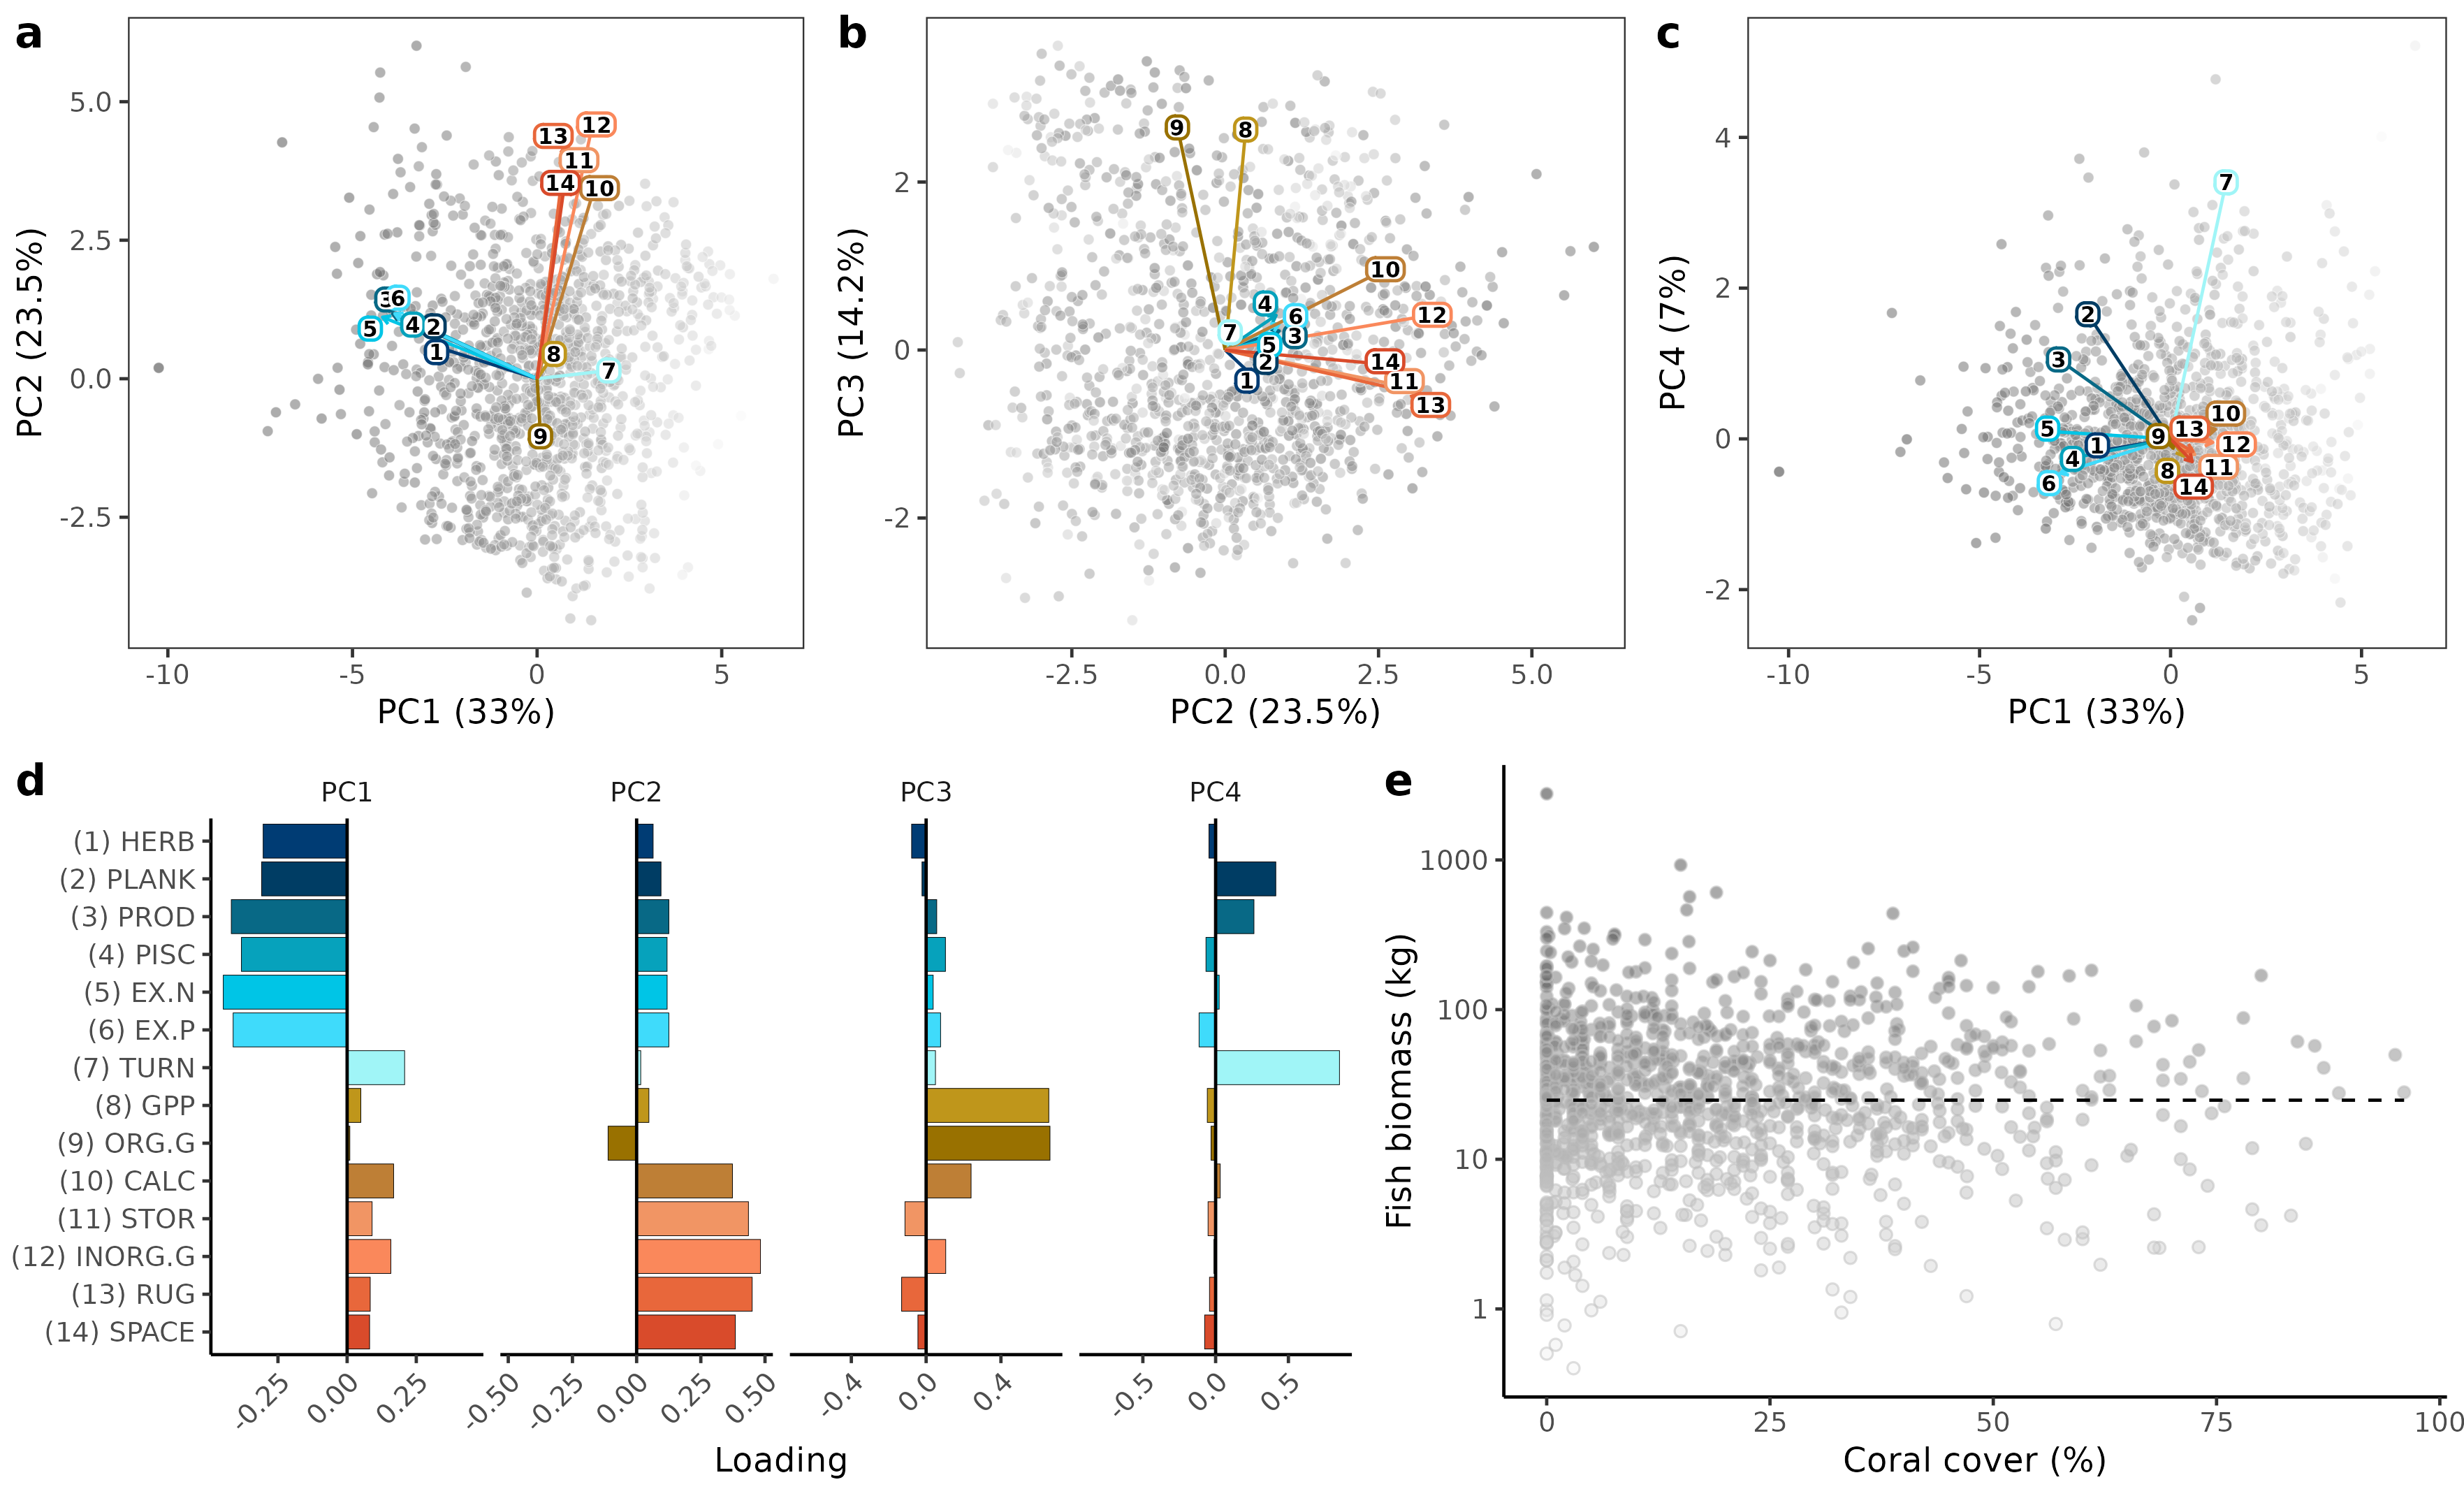 a
5.0
2.5
0.0
-2.5
PC2 (23.5%)
13
12
11
14
10
3
6
5
4
2
1
8
7
9
-10
-5
0
5
PC1 (33%)
b
2
0
-2
PC3 (14.2%)
9
8
10
4
6
12
7
3
5
14
2
1
11
13
-2.5
0.0
2.5
5.0
PC2 (23.5%)
c
4
2
0
-2
PC4 (7%)
7
2
3
10
5
13
9
1
12
4
11
8
6
14
-10
-5
0
5
PC1 (33%)
d
PC1
PC2
PC3
PC4
(1) HERB
(2) PLANK
(3) PROD
(4) PISC
(5) EX.N
(6) EX.P
(7) TURN
(8) GPP
(9) ORG.G
(10) CALC
(11) STOR
(12) INORG.G
(13) RUG
(14) SPACE
-0.25
0.00
0.25
-0.50
-0.25
0.00
0.25
0.50
-0.4
0.0
0.4
-0.5
0.0
0.5
Loading
e
1000
100
10
1
Fish biomass (kg)
0
25
50
75
100
Coral cover (%)